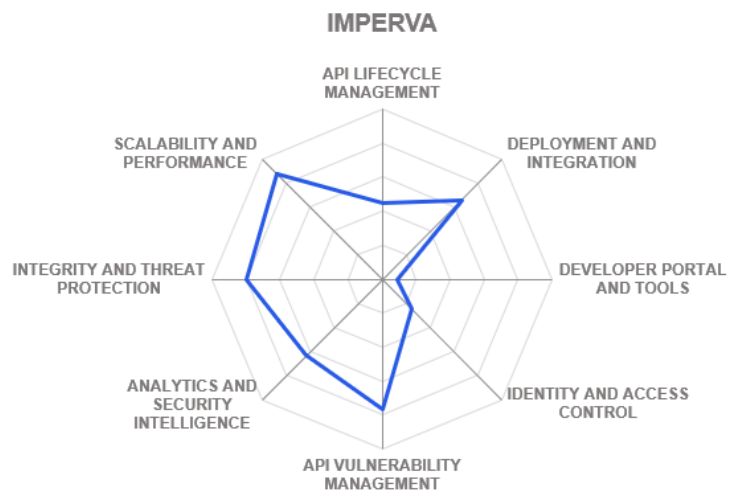 IMPERVA
API LIFECYCLE
MANAGEMENT
DEPLOYMENT AND
INTEGRATION
SCALABILITY AND
PERFORMANCE
INTEGRITY AND THREAT
PROTECTION
DEVELOPER PORTAL
AND TOOLS
ANALYTICS AND
SECURITY
INTELLIGENCE
IDENTITY AND ACCESS
CONTROL
API VULNERABILITY
MANAGEMENT